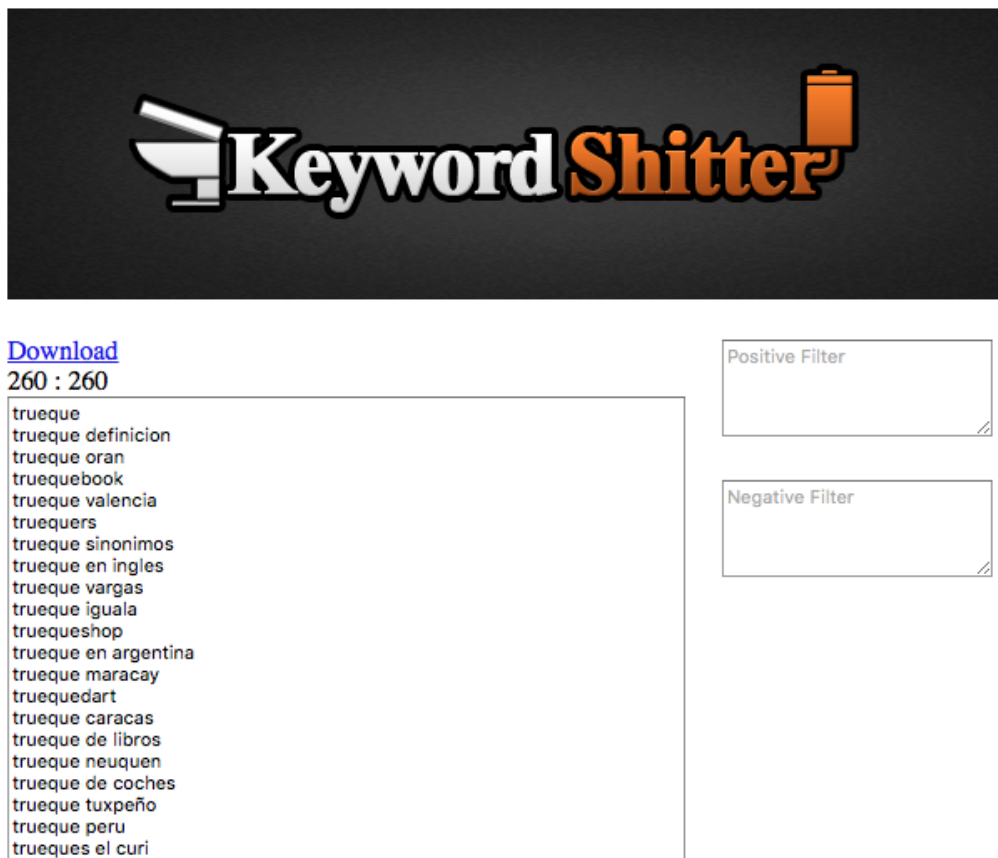 Keyword Shitter
Download
260 : 260
trueque
trueque definicion
trueque oran
truequebook
trueque valencia
truequers
trueque sinonimos
trueque en ingles
trueque vargas
trueque iguala
truequeshop
trueque en argentina
trueque maracay
truequedart
trueque caracas
trueque de libros
trueque neuquen
trueque de coches
trueque tuxpeño
trueque peru
trueques el curi
Positive Filter
Negative Filter